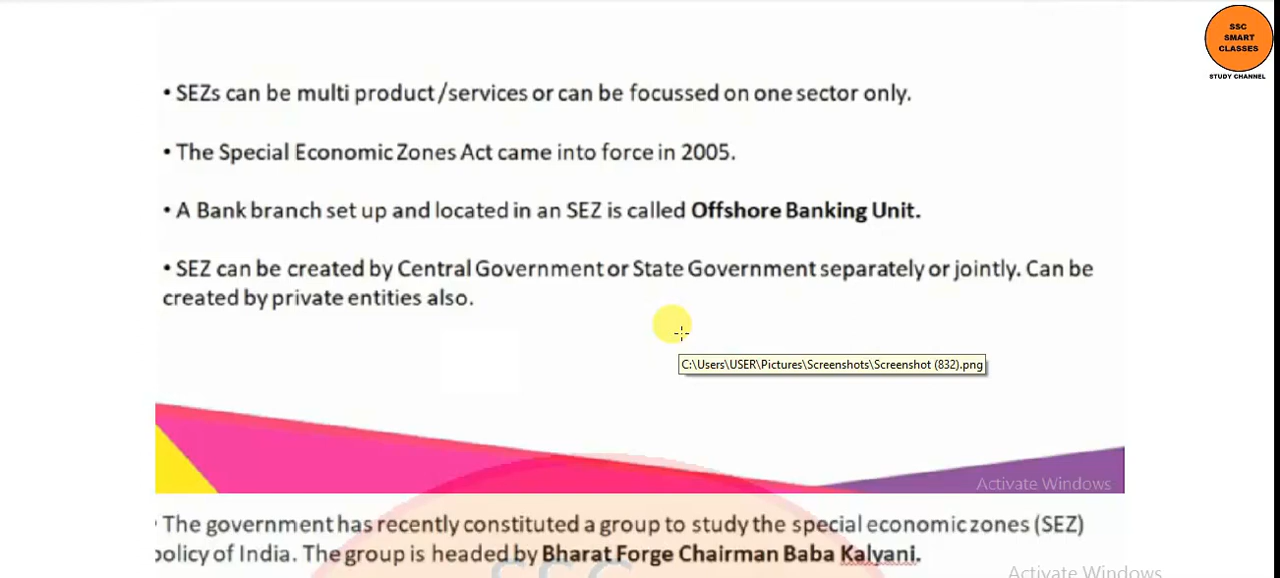 SSC
SMART
CLASSES
STUDY CHANNEL
• SEZs can be multi product/services or can be focussed on one sector only.
• The Special Economic Zones Act came into force in 2005.
• A Bank branch set up and located in an SEZ is called Offshore Banking Unit.
• SEZ can be created by Central Government or State Government separately or jointly. Can be
created by private entities also.
C:\Users\USER\Pictures\Screenshots\Screenshot (832).png
Activate Windows
• The government has recently constituted a group to study the special economic zones (SEZ)
policy of India. The group is headed by Bharat Forge Chairman Baba Kalyani.
SSC
Activate Windows